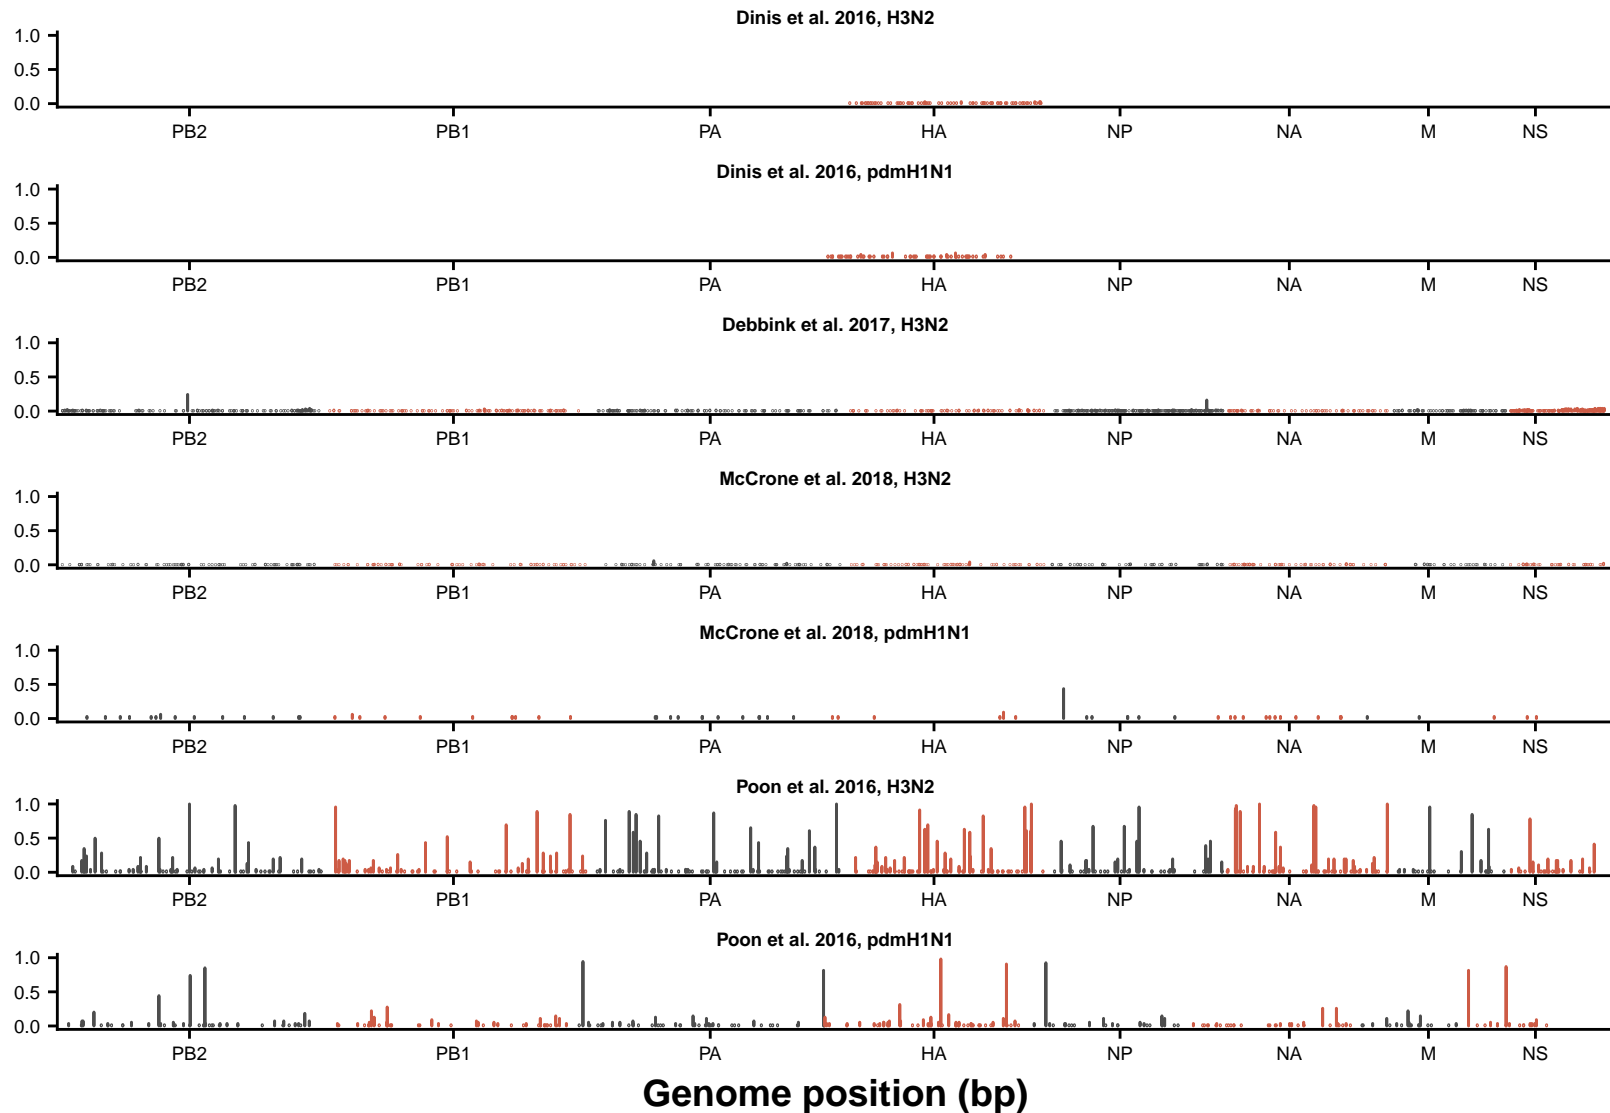 Dinis et al. 2016, H3N2
1.0
0.5
0.0
PB2 PB1 PA HA NP NA M NS
Dinis et al. 2016, pdmH1N1
1.0
0.5
0.0
PB2 PB1 PA HA NP NA M NS
Debbink et al. 2017, H3N2
1.0
0.5
0.0
PB2 PB1 PA HA NP NA M NS
McCrone et al. 2018, H3N2
1.0
0.5
0.0
PB2 PB1 PA HA NP NA M NS
McCrone et al. 2018, pdmH1N1
1.0
0.5
0.0
PB2 PB1 PA HA NP NA M NS
Poon et al. 2016, H3N2
1.0
0.5
0.0
PB2 PB1 PA HA NP NA M NS
Poon et al. 2016, pdmH1N1
1.0
0.5
0.0
PB2 PB1 PA HA NP NA M NS
Genome position (bp)